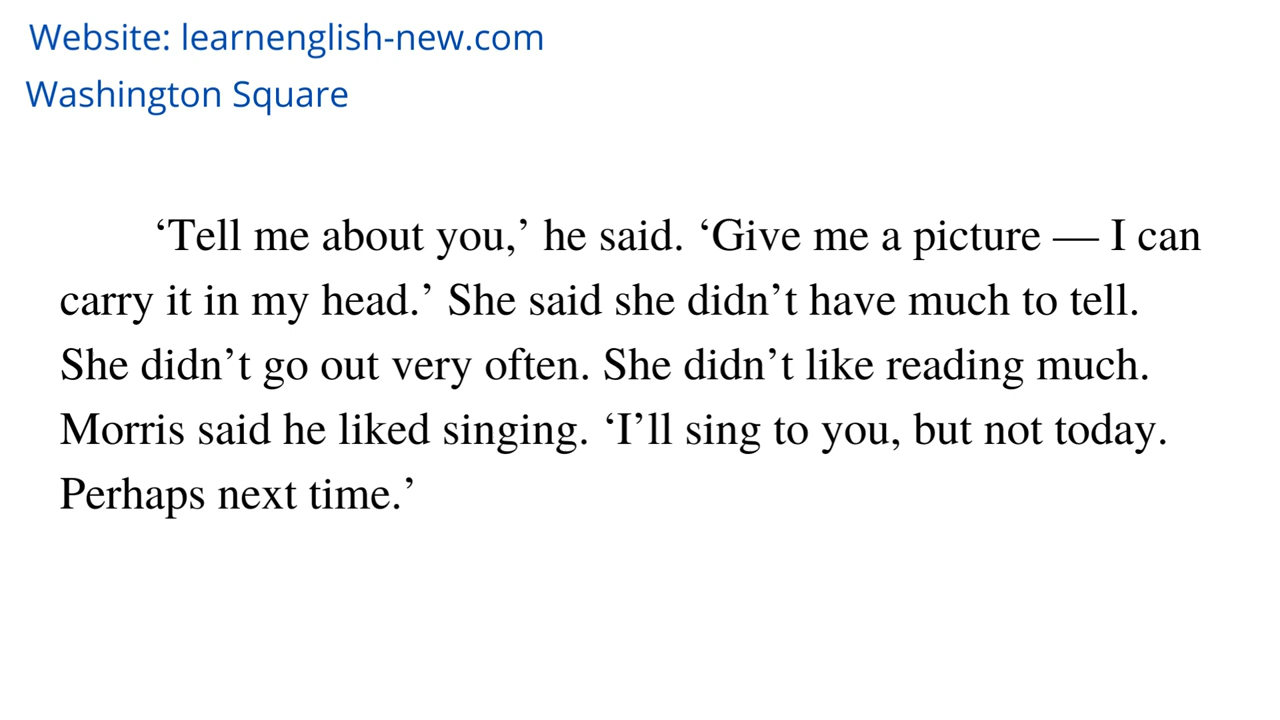 Website: learnenglish-new.com
Washington Square
‘Tell me about you,’ he said. ‘Give me a picture — I can
carry it in my head.’ She said she didn’t have much to tell.
She didn’t go out very often. She didn’t like reading much.
Morris said he liked singing. ‘I’ll sing to you, but not today.
Perhaps next time.’